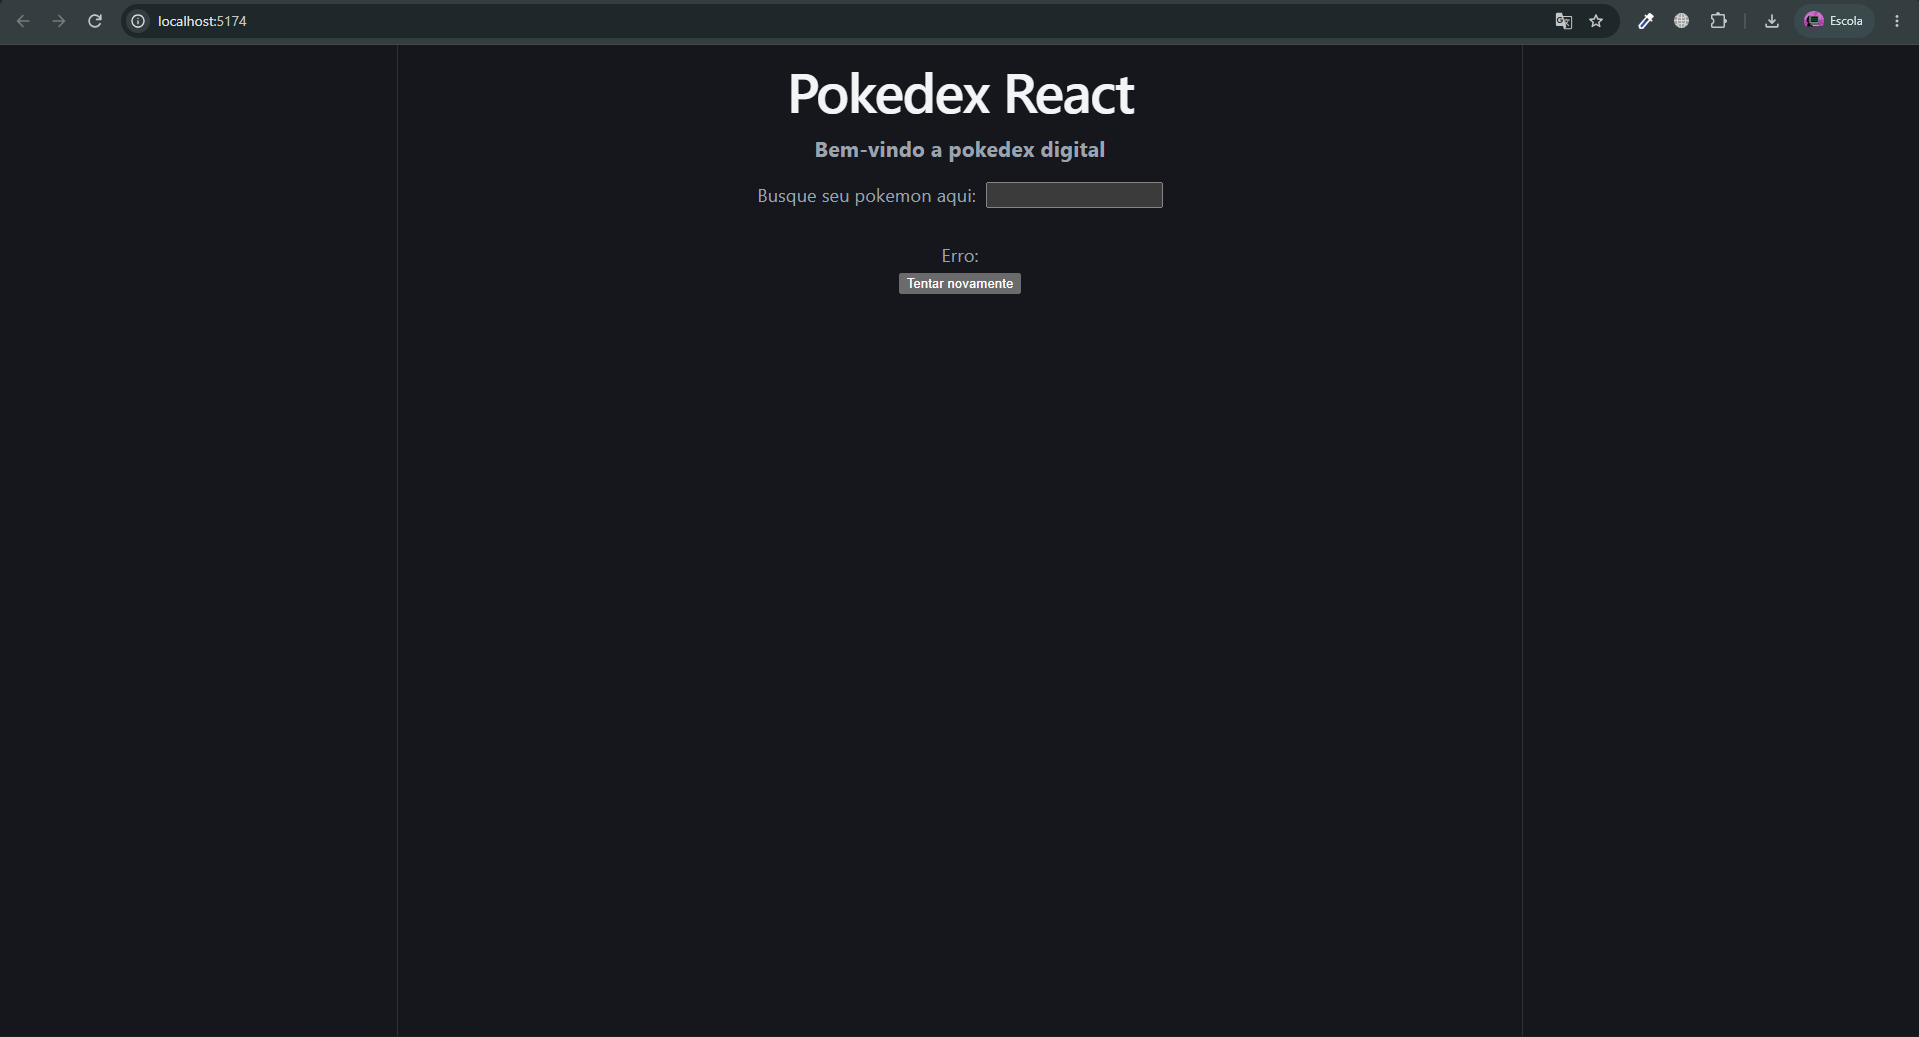 localhost:5174
Escola
Pokedex React
Bem-vindo a pokedex digital
Busque seu pokemon aqui:
Erro:
Tentar novamente